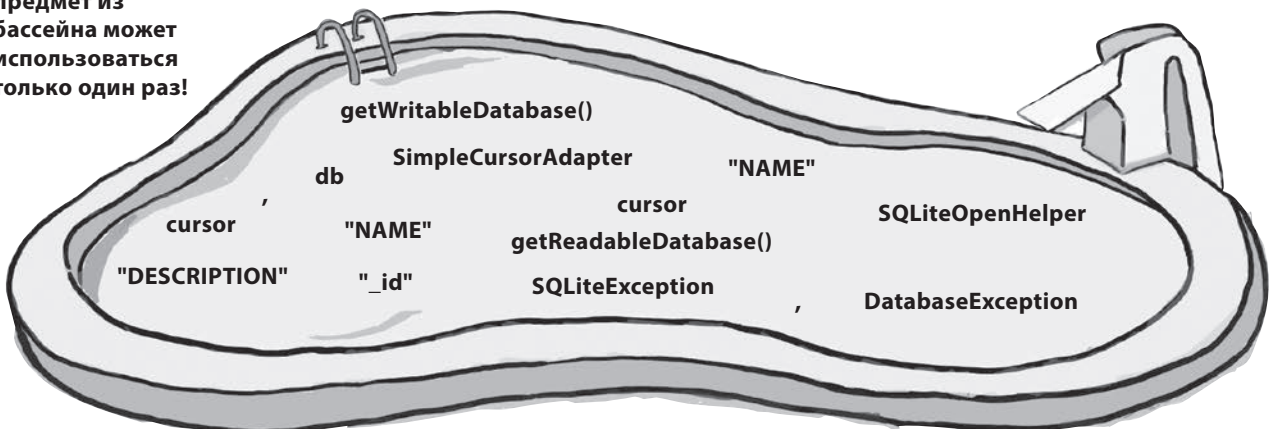 Предмет из
бассейна может
использоваться
только один раз!
getWritableDatabase()
SimpleCursorAdapter
"NAME"
db
,
cursor
cursor
SQLiteOpenHelper
"NAME"
getReadableDatabase()
"DESCRIPTION"
"_id"
SQLiteException
,
DatabaseException